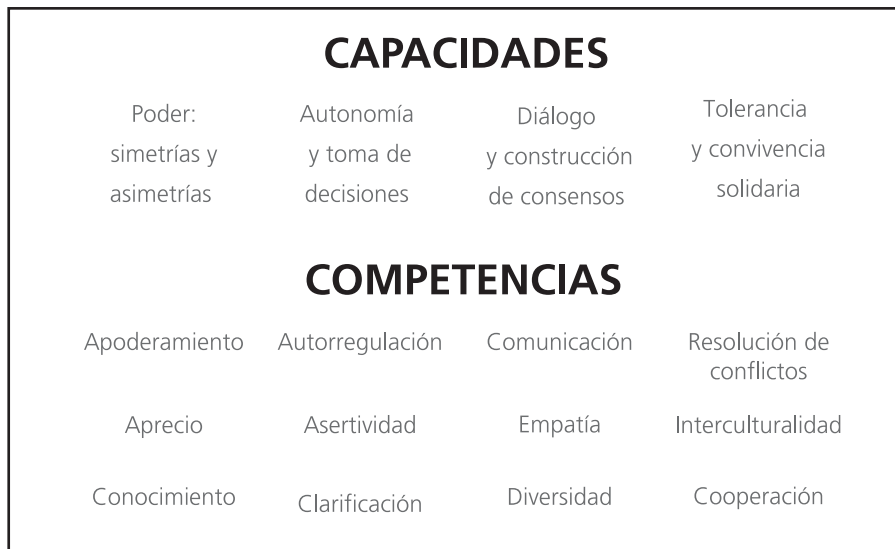 CAPACIDADES
Poder:
simetrías y
asimetrías
Autonomía
y toma de
decisiones
Diálogo
y construcción
de consensos
Tolerancia
y convivencia
solidaria
COMPETENCIAS
Apoderamiento
Autorregulación
Comunicación
Resolución de
conflictos
Aprecio
Asertividad
Empatía
Interculturalidad
Conocimiento
Clarificación
Diversidad
Cooperación